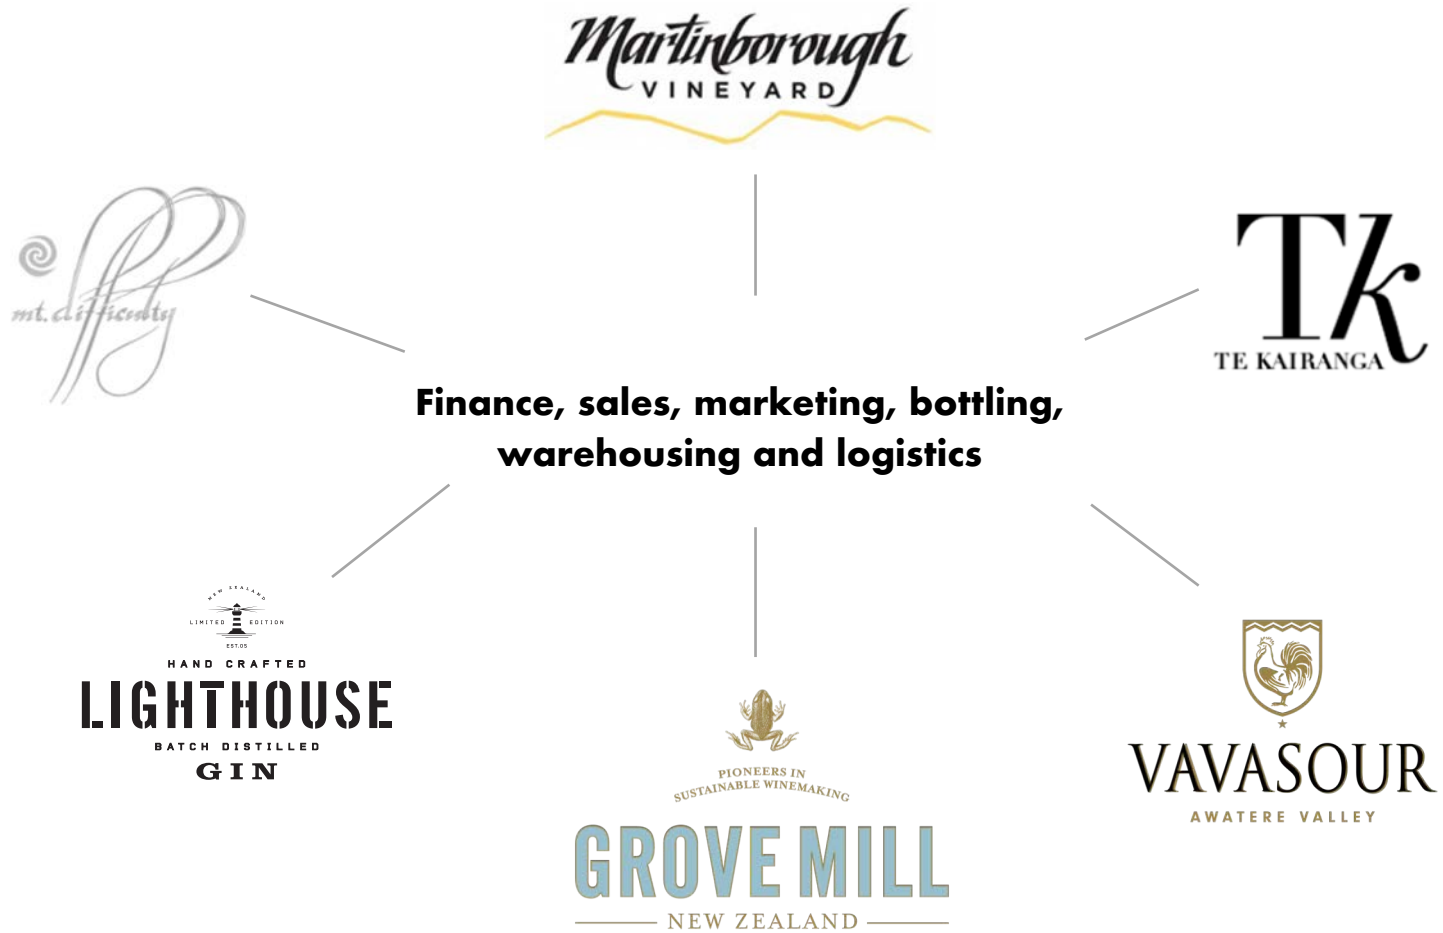 Martinborough
VINEYARD
mt. difficulty
Tk
TE KAIRANGA
Finance, sales, marketing, bottling,
warehousing and logistics
NEW ZEALAND
LIMITED EDITION
EST.05
HAND CRAFTED
LIGHTHOUSE
BATCH DISTILLED
GIN
PIONEERS IN
SUSTAINABLE WINEMAKING
GROVE MILL
NEW ZEALAND
VAVASOUR
AWATERE VALLEY